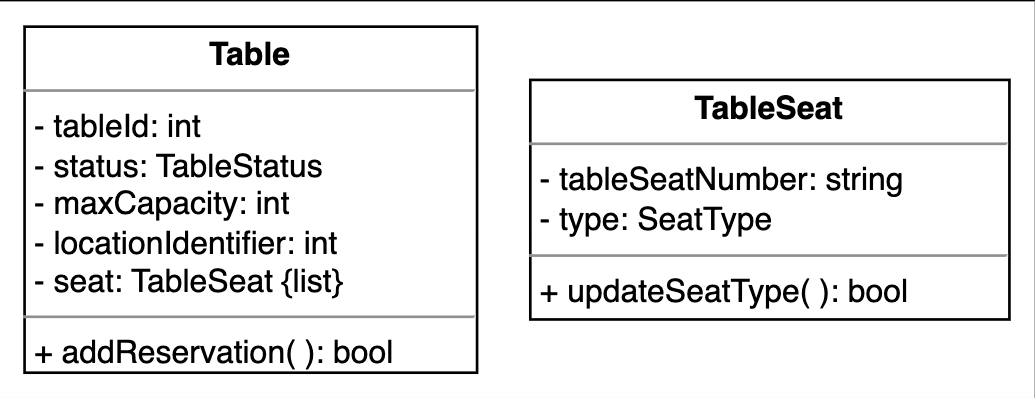 Table
- tableId: int
- status: TableStatus
- maxCapacity: int
- locationIdentifier: int
- seat: TableSeat {list}
+ addReservation( ): bool
TableSeat
- tableSeatNumber: string
- type: SeatType
+ updateSeatType( ): bool